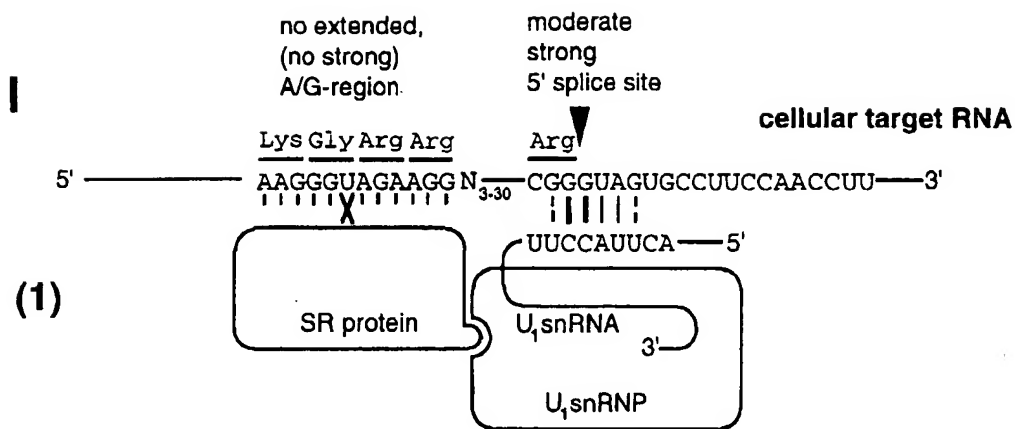 no extended,
(no strong)
A/G-region
moderate
strong
5' splice site
I
cellular target RNA
Lys Gly Arg Arg
Arg
5'
AAGGGUAGAAGG N3-30 CGGGUAGUGCCUUCCAACCUU
3'
UUCCAUUCA
5'
(1)
SR protein
U1snRNA
3'
U1snRNP